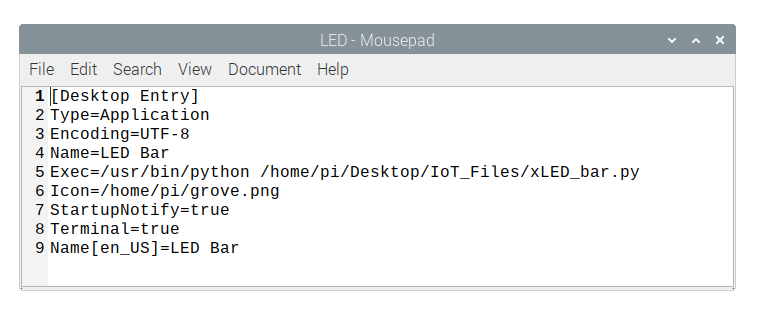 LED - Mousepad
File Edit Search View Document Help
1 [Desktop Entry]
2 Type=Application
3 Encoding=UTF-8
4 Name=LED Bar
5 Exec=/usr/bin/python /home/pi/Desktop/IoT_Files/xLED_bar.py
6 Icon=/home/pi/grove.png
7 StartupNotify=true
8 Terminal=true
9 Name[en_US]=LED Bar